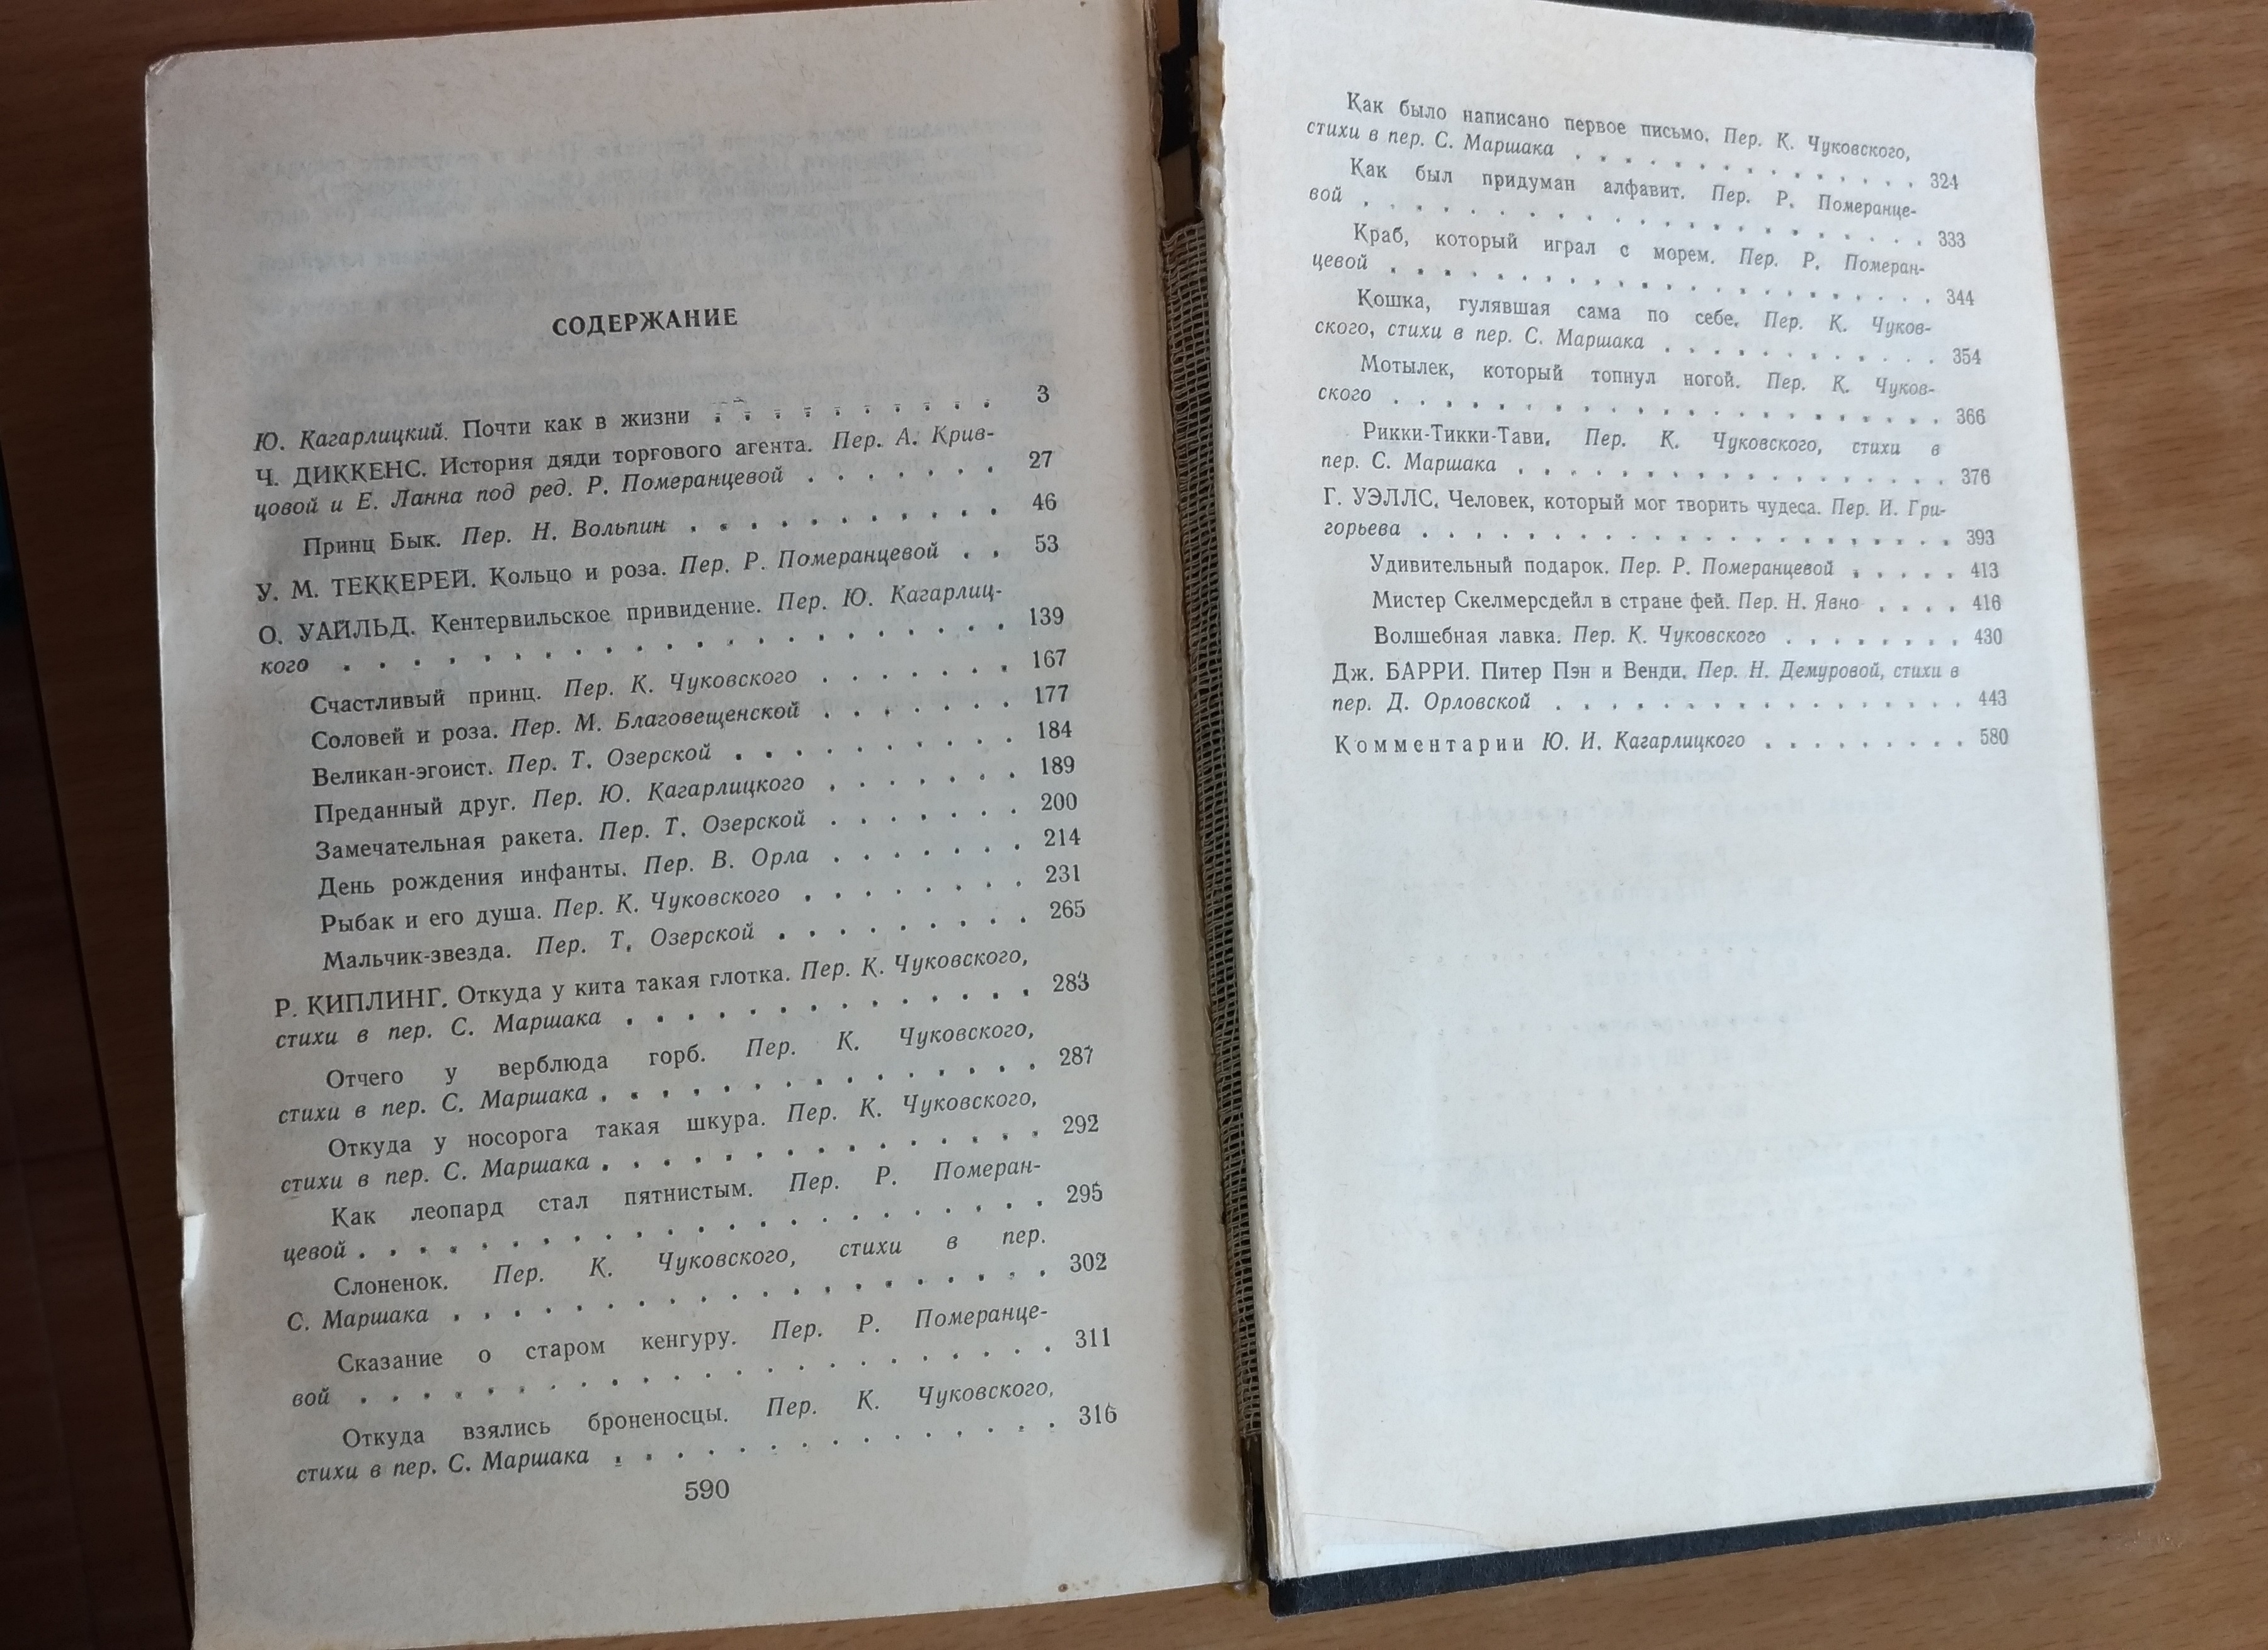 СОДЕРЖАНИЕ
Ю. Кагарлицкий. Почти как в жизни . . . . . . . . . . 3
Ч. ДИККЕНС. История дяди торгового агента. Пер. А. Крив-
цовой и Е. Ланна под ред. Р. Померанцевой . . . . . . . 27
Принц Бык. Пер. Н. Вольпин . . . . . . . . . . . 46
У. М. ТЕККЕРЕЙ. Кольцо и роза. Пер. Р. Померанцевой . . 53
О. УАЙЛЬД. Кентервильское привидение. Пер. Ю. Кагарлиц-
кого . . . . . . . . . . . . . . . . . . . . 139
Счастливый принц. Пер. К. Чуковского . . . . . . . 167
Соловей и роза. Пер. М. Благовещенской . . . . . . . 177
Великан-эгоист. Пер. Т. Озерской . . . . . . . . . . 184
Преданный друг. Пер. Ю. Кагарлицкого . . . . . . . 189
Замечательная ракета. Пер. Т. Озерской . . . . . . . 200
День рождения инфанты. Пер. В. Орла . . . . . . . 214
Рыбак и его душа. Пер. К. Чуковского . . . . . . . . 231
Мальчик-звезда. Пер. Т. Озерской . . . . . . . . . 265
Р. КИПЛИНГ. Откуда у кита такая глотка. Пер. К. Чуковского,
стихи в пер. С. Маршака . . . . . . . . . . . . . . 283
Отчего у верблюда горб. Пер. К. Чуковского,
стихи в пер. С. Маршака . . . . . . . . . . . . . . . 287
Откуда у носорога такая шкура. Пер. К. Чуковского,
стихи в пер. С. Маршака . . . . . . . . . . . . . . . 292
Как леопард стал пятнистым. Пер. Р. Померан-
цевой . . . . . . . . . . . . . . . . . . . . . . . 295
Слоненок. Пер. К. Чуковского, стихи в пер.
С. Маршака . . . . . . . . . . . . . . . . . . . . 302
Сказание о старом кенгуру. Пер. Р. Померанце-
вой . . . . . . . . . . . . . . . . . . . . . . . 311
Откуда взялись броненосцы. Пер. К. Чуковского,
стихи в пер. С. Маршака . . . . . . . . . . . . . . . 316
590
Как было написано первое письмо. Пер. К. Чуковского,
стихи в пер. С. Маршака . . . . . . . . . . . . . . 324
Как был придуман алфавит. Пер. Р. Померанце-
вой . . . . . . . . . . . . . . . . . . . . . 333
Краб, который играл с морем. Пер. Р. Померан-
цевой . . . . . . . . . . . . . . . . . . . . 344
Кошка, гулявшая сама по себе. Пер. К. Чуков-
ского, стихи в пер. С. Маршака . . . . . . . . . . . 354
Мотылек, который топнул ногой. Пер. К. Чуков-
ского . . . . . . . . . . . . . . . . . . . . 366
Рикки-Тикки-Тави. Пер. К. Чуковского, стихи в
пер. С. Маршака . . . . . . . . . . . . . . . . 376
Г. УЭЛЛС. Человек, который мог творить чудеса. Пер. И. Гри-
горьева . . . . . . . . . . . . . . . . . . . . 393
Удивительный подарок. Пер. Р. Померанцевой . . . . . 413
Мистер Скелмерсдейл в стране фей. Пер. Н. Явно . . . . 416
Волшебная лавка. Пер. К. Чуковского . . . . . . . . 430
Дж. БАРРИ. Питер Пэн и Венди. Пер. Н. Демуровой, стихи в
пер. Д. Орловской . . . . . . . . . . . . . . . . 443
Комментарии Ю. И. Кагарлицкого . . . . . . . . . 580